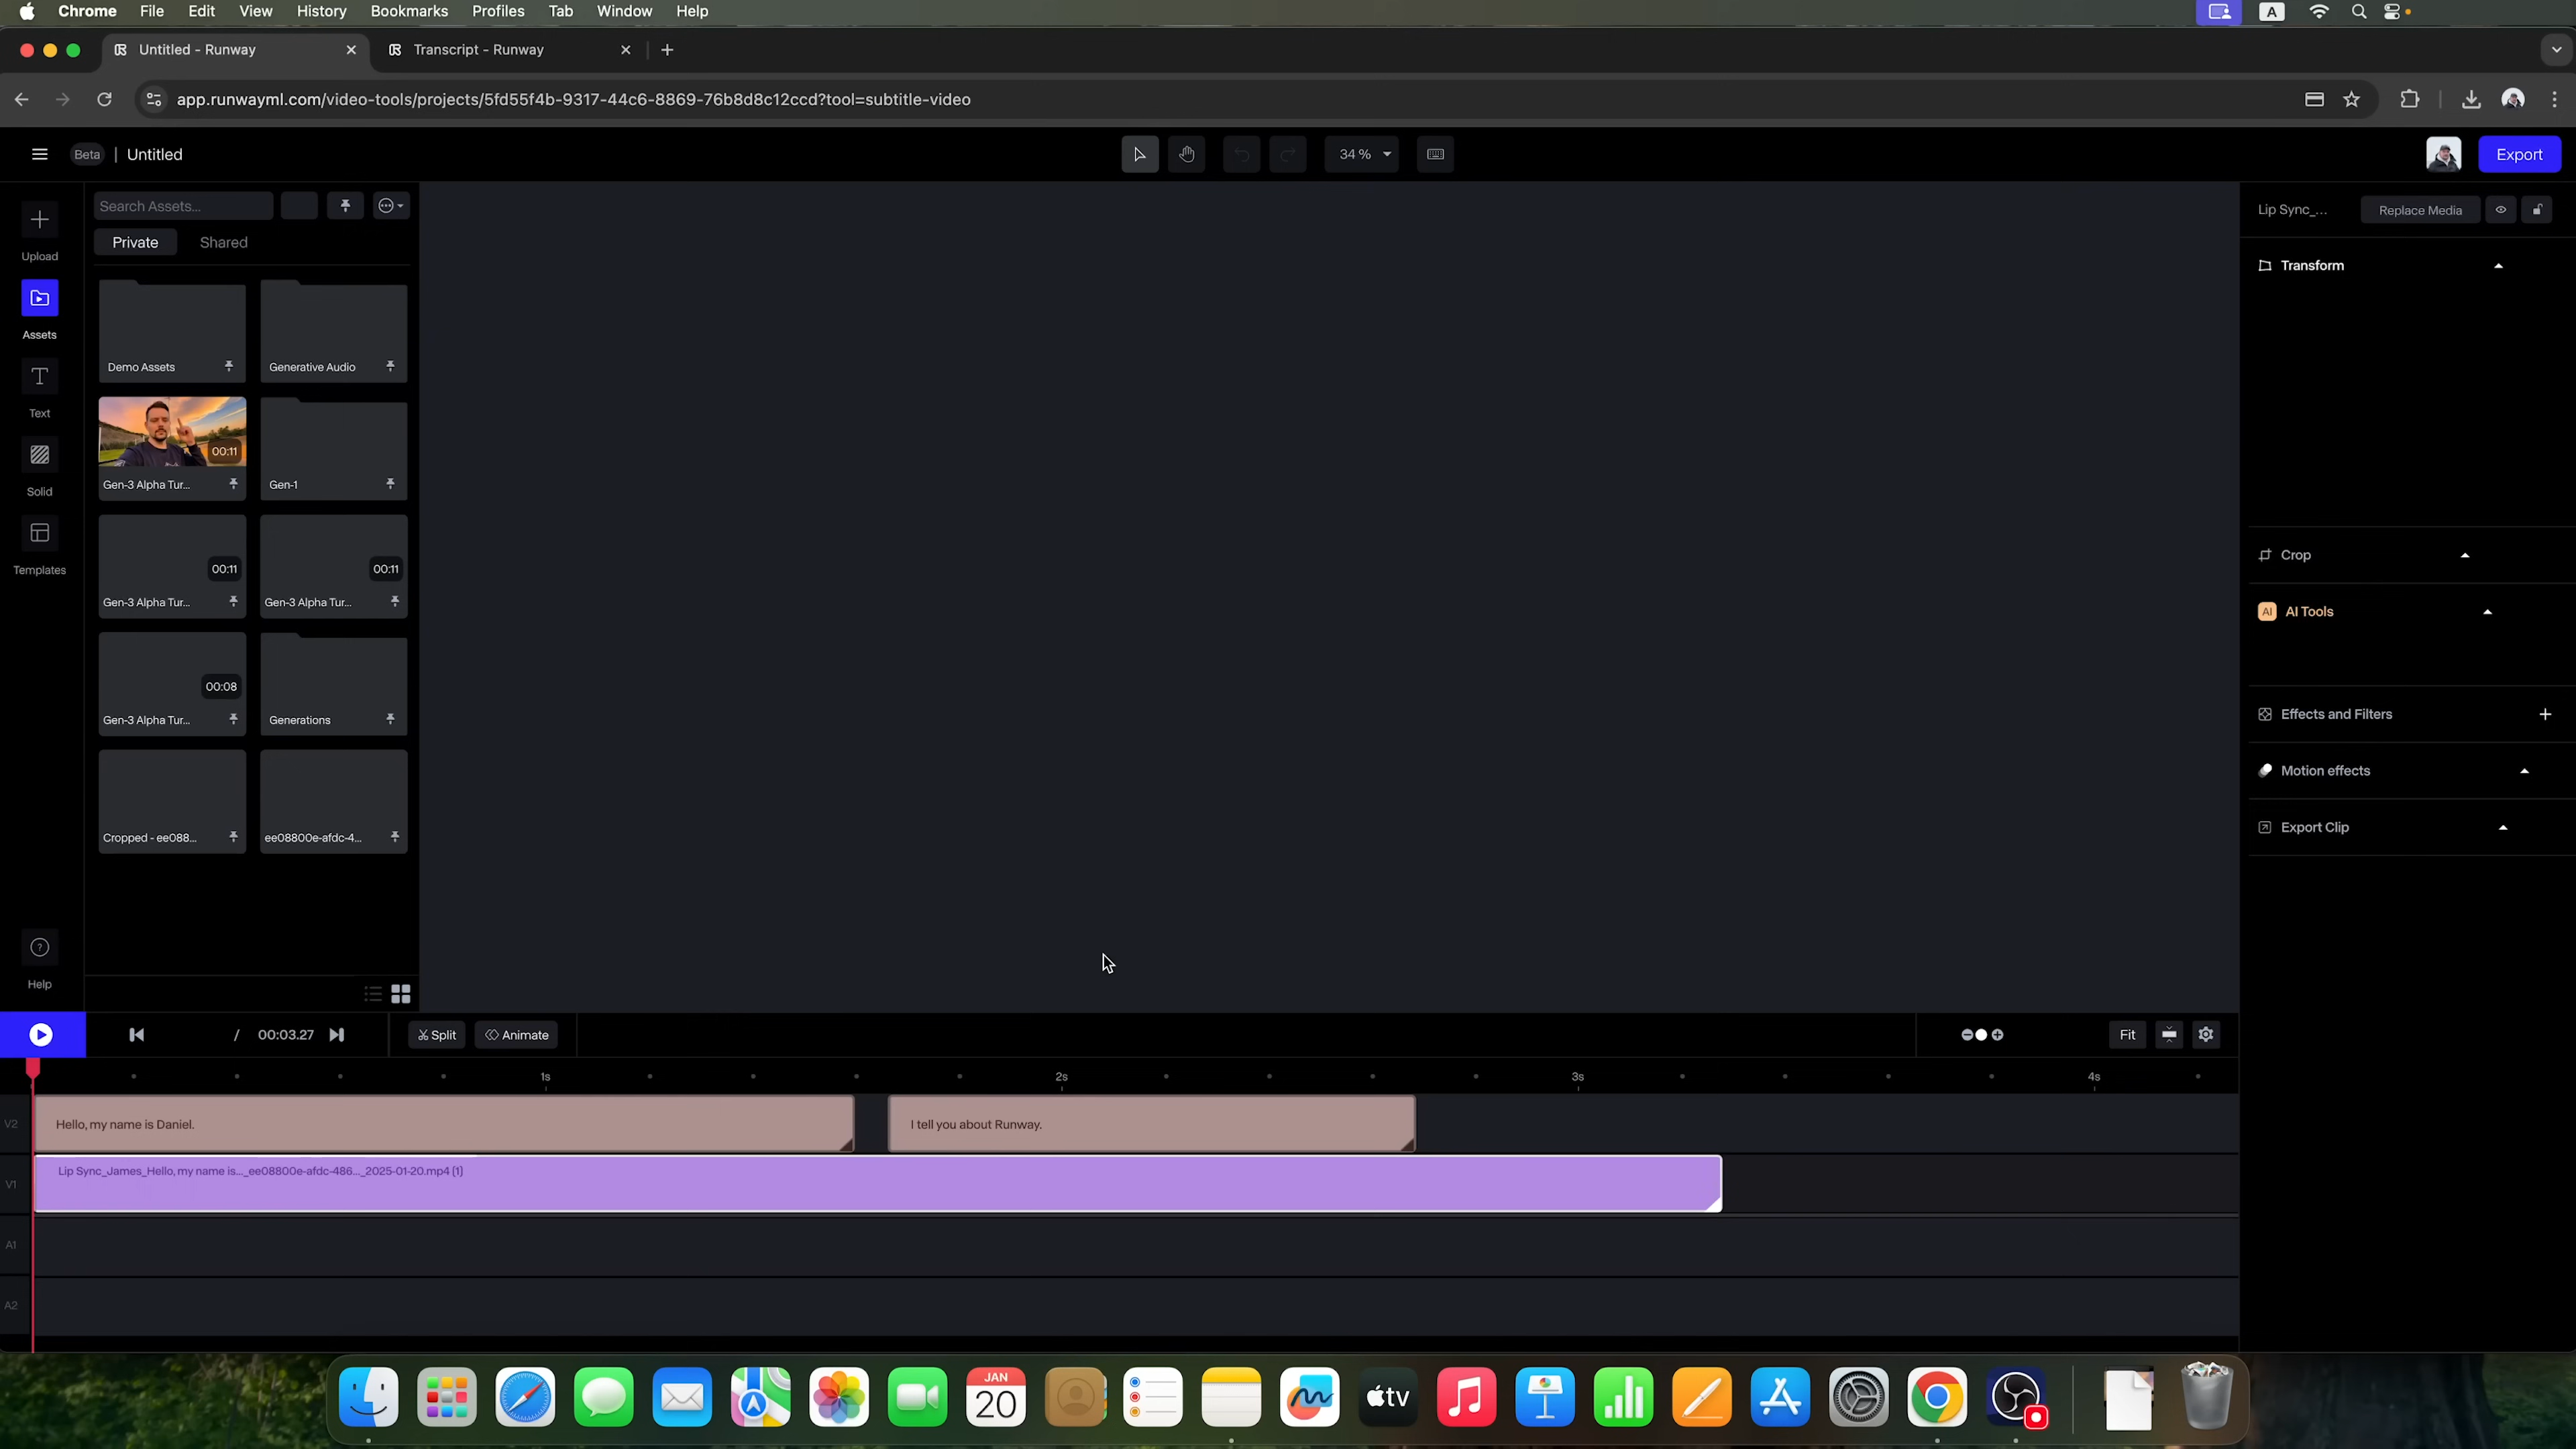 Chrome File Edit View History Bookmarks Profiles Tab Window Help
A
Untitled - Runway
Transcript - Runway
app.runwayml.com/video-tools/projects/5fd55f4b-9317-44c6-8869-76b8d8c12ccd?tool=subtitle-video
Beta | Untitled
34 %
Export
Upload
Assets
Text
Solid
Templates
Help
Search Assets...
Private Shared
Demo Assets
Generative Audio
00:11
Gen-3 Alpha Tur...
Gen-1
00:11
Gen-3 Alpha Tur...
00:11
Gen-3 Alpha Tur...
00:08
Gen-3 Alpha Tur...
Generations
Cropped - ee088...
ee08800e-afdc-4...
Lip Sync_...
Replace Media
Transform
Crop
AI AI Tools
Effects and Filters
Motion effects
Export Clip
/ 00:03.27
Split
Animate
Fit
1s 2s 3s 4s
V2
Hello, my name is Daniel.
I tell you about Runway.
V1
Lip Sync_James_Hello, my name is..._ee08800e-afdc-486..._2025-01-20.mp4 (1)
A1
A2
JAN
20
tv